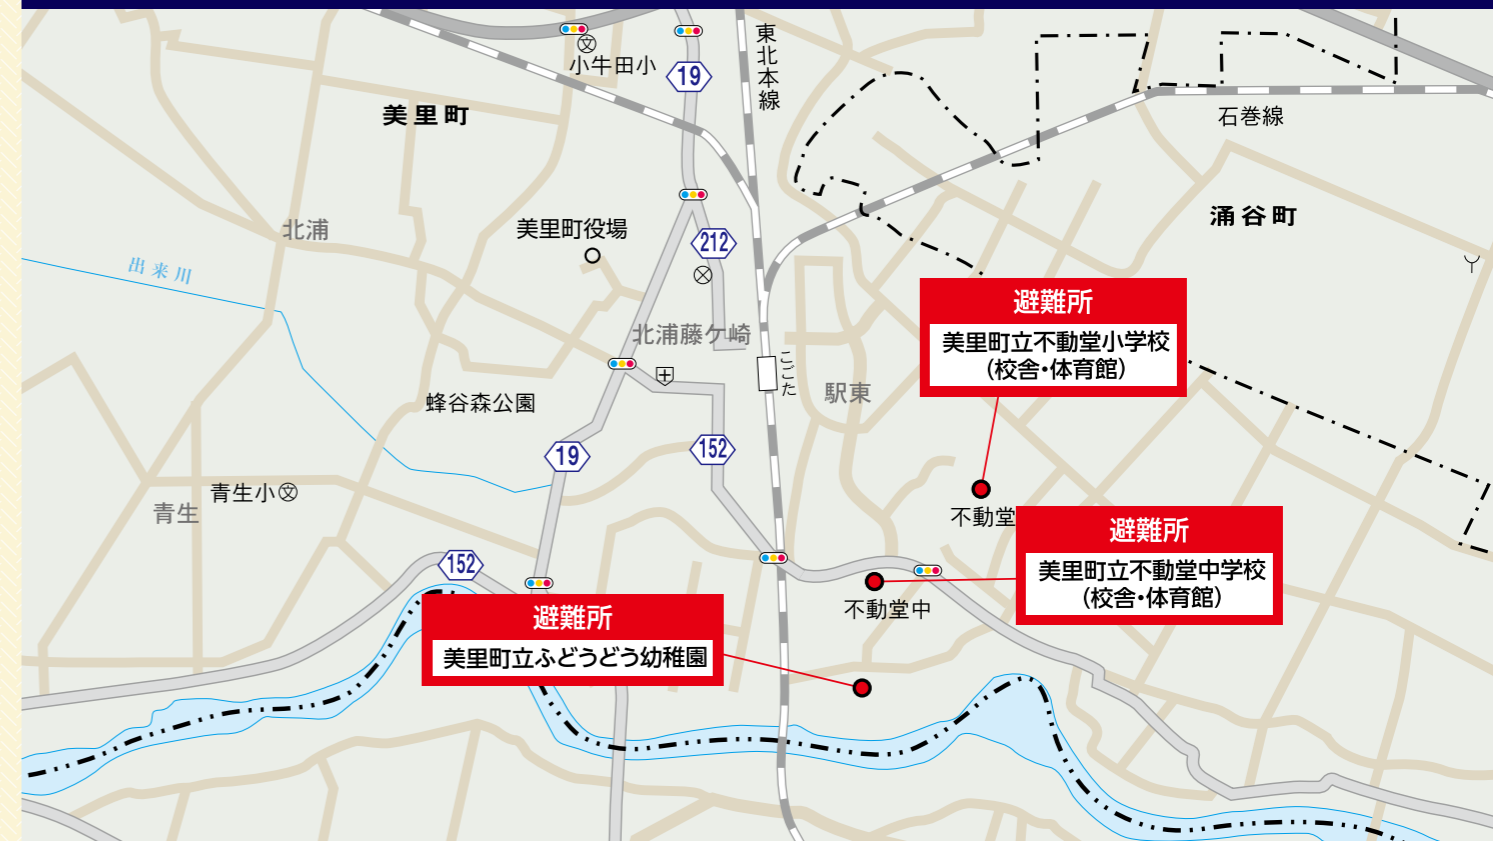 東北本線
小牛田小
19
美里町
石巻線
涌谷町
北浦
美里町役場
212
出来川
避難所
美里町立不動堂小学校
(校舎・体育館)
北浦藤ケ崎
こごた
駅東
蜂谷森公園
19
152
青生小
青生
不動堂
避難所
美里町立不動堂中学校
(校舎・体育館)
152
不動堂中
避難所
美里町立ふどうどう幼稚園